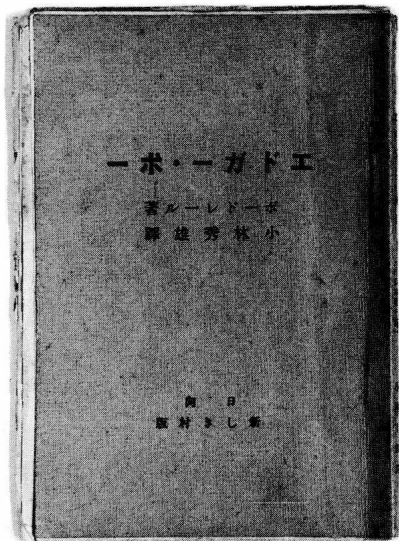 エドガー・ポー
ボードレール著
小林秀雄譯
日向
新しき村版